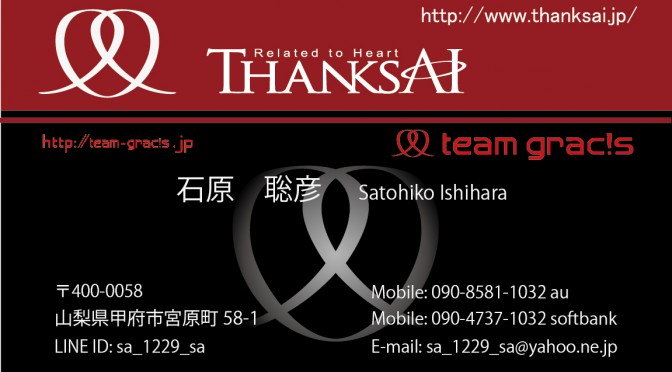 http://www.thanksai.jp/
Related to Heart
THANKSAI
http://team-grac!s.jp
team grac!s
石原　聡彦　Satohiko Ishihara
〒400-0058
山梨県甲府市宮原町 58-1
LINE ID: sa_1229_sa
Mobile: 090-8581-1032 au
Mobile: 090-4737-1032 softbank
E-mail: sa_1229_sa@yahoo.ne.jp